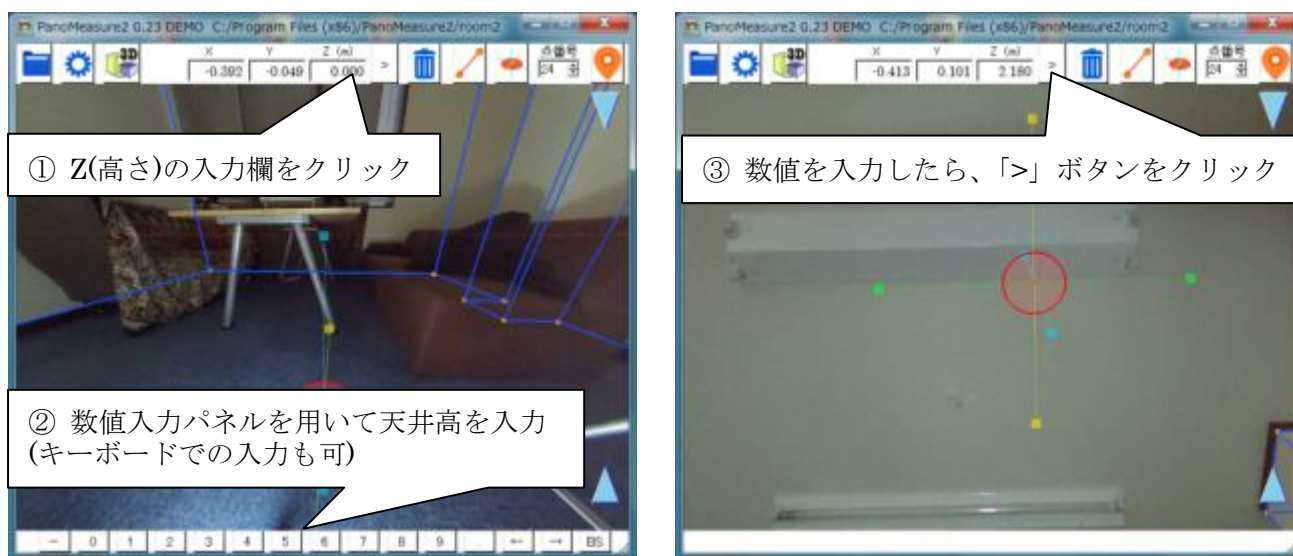 PanoMeasure2 0.23 DEMO C:/Program Files (x86)/PanoMeasure2/room2
3D
X Y Z (m)
-0.392 -0.049 0.000 >
点番号
24
① Z(高さ)の入力欄をクリック
② 数値入力パネルを用いて天井高を入力
(キーボードでの入力も可)
- 0 1 2 3 4 5 6 7 8 9 . ← → BS
PanoMeasure2 0.23 DEMO C:/Program Files (x86)/PanoMeasure2/room2
3D
X Y Z (m)
-0.413 0.101 2.180 >
点番号
24
③ 数値を入力したら、「>」ボタンをクリック